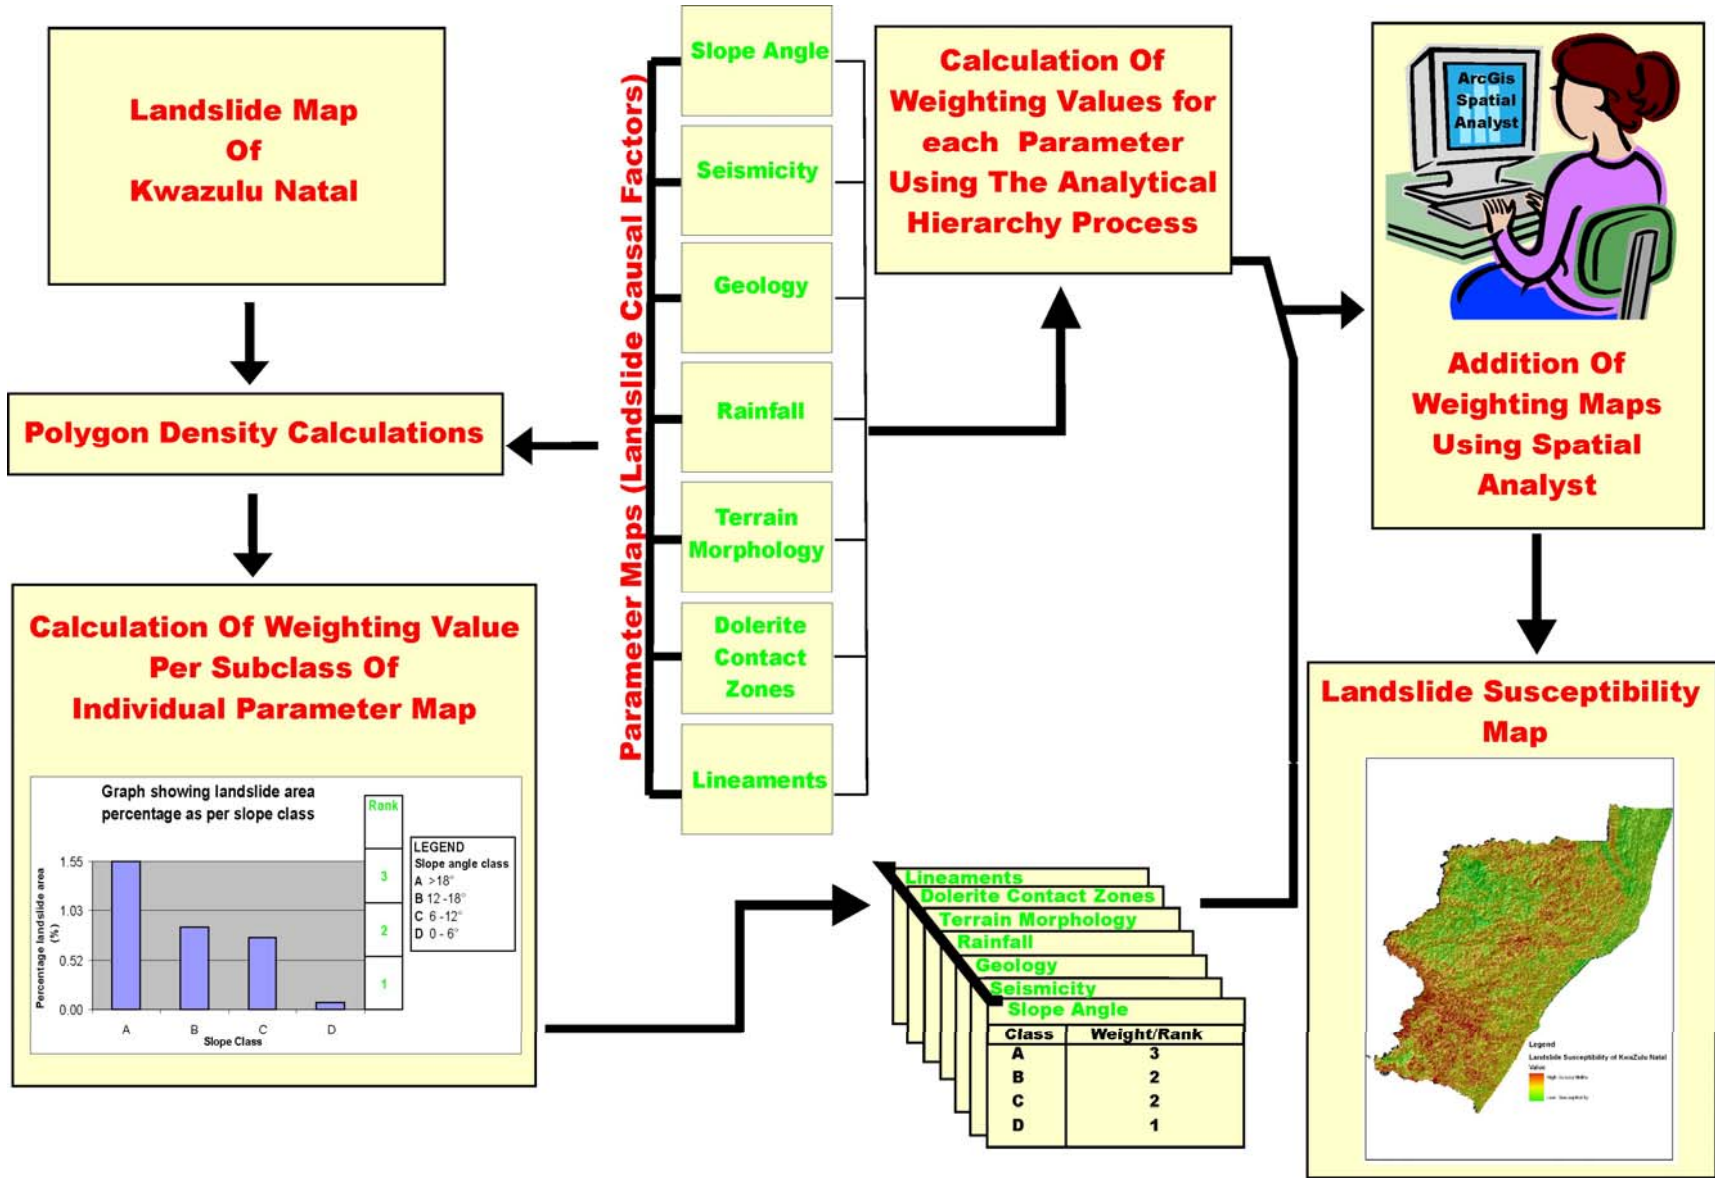 Landslide Map
Of
Kwazulu Natal
Polygon Density Calculations
Calculation Of Weighting Value
Per Subclass Of
Individual Parameter Map
Graph showing landslide area
percentage as per slope class
Percentage landslide area
(%)
1.55
1.03
0.52
0.00
A
B
C
D
Slope Class
Rank
3
2
1
LEGEND
Slope angle class
A >18°
B 12 -18°
C 6 -12°
D 0 - 6°
Parameter Maps (Landslide Causal Factors)
Slope Angle
Seismicity
Geology
Rainfall
Terrain
Morphology
Dolerite
Contact
Zones
Lineaments
Calculation Of
Weighting Values for
each Parameter
Using The Analytical
Hierarchy Process
Lineaments
Dolerite Contact Zones
Terrain Morphology
Rainfall
Geology
Seismicity
Slope Angle
Class Weight/Rank
A 3
B 2
C 2
D 1
ArcGis
Spatial
Analyst
Addition Of
Weighting Maps
Using Spatial
Analyst
Landslide Susceptibility
Map
Legend
Landslide Susceptibility of KwaZulu Natal
Value